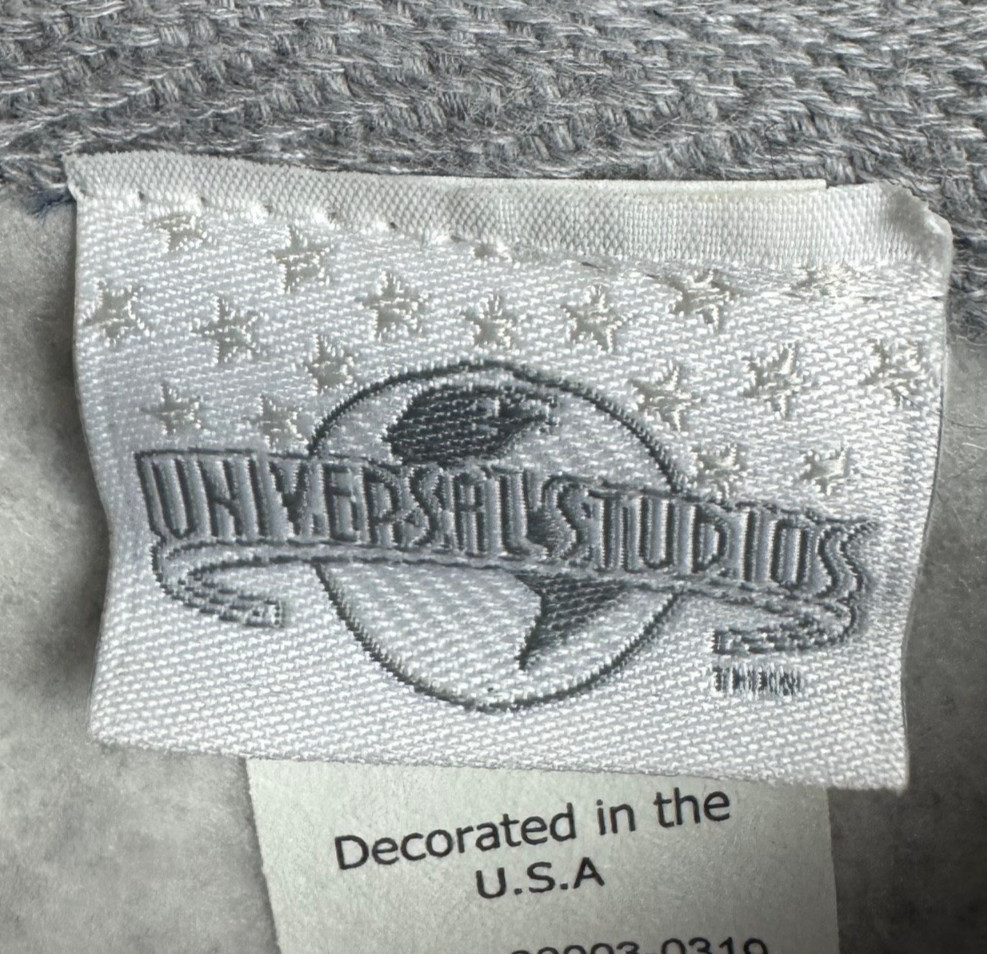 UNIVERSAL STUDIOS
Decorated in the
U.S.A